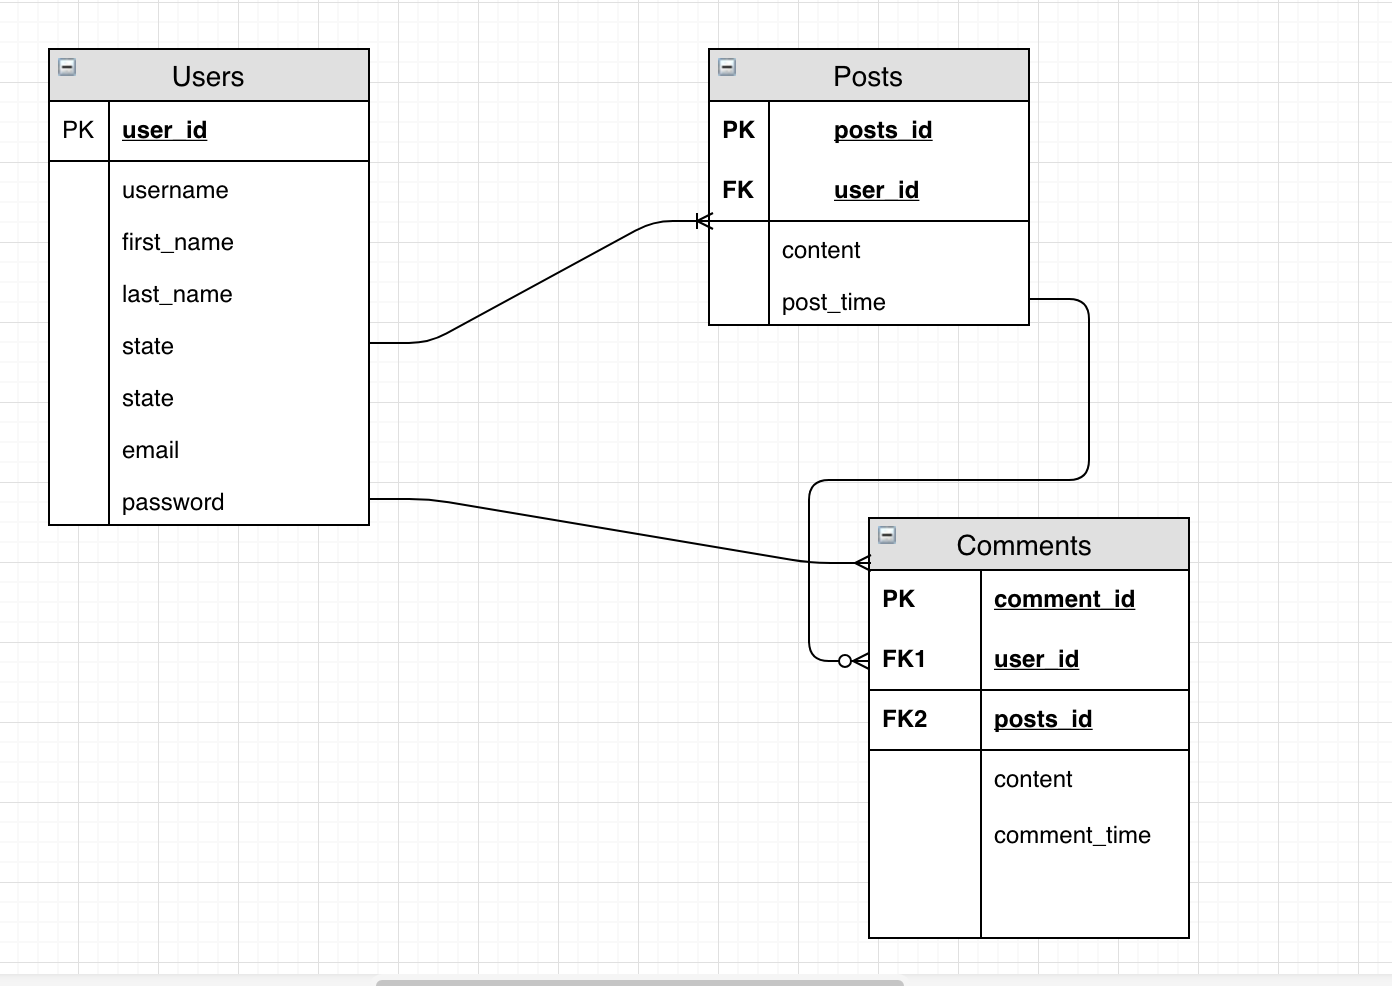 Users
PK user_id
username
first_name
last_name
state
state
email
password
Posts
PK posts_id
FK user_id
content
post_time
Comments
PK comment_id
FK1 user_id
FK2 posts_id
content
comment_time